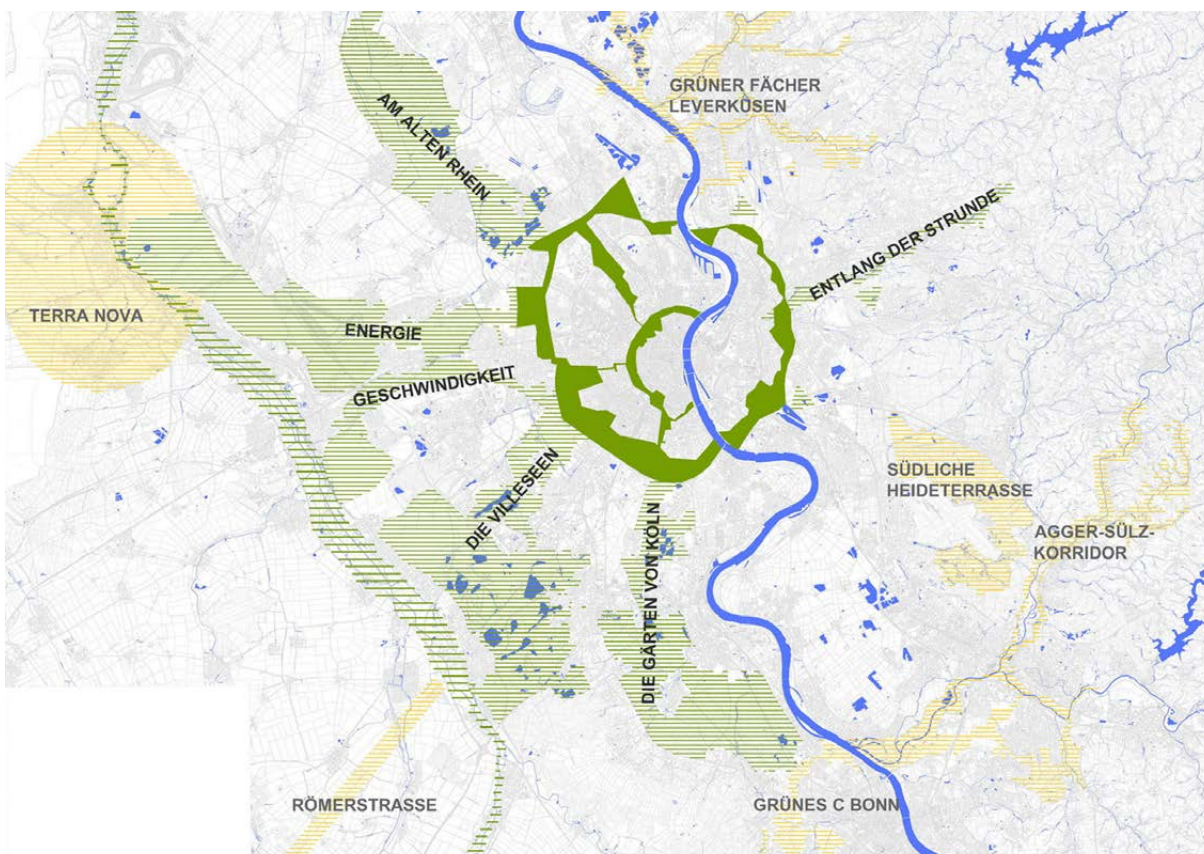 GRÜNER FÄCHER
LEVERKÜSEN
AM ALTEN RHEIN
ENTLANG DER STRUNDE
TERRA NOVA
ENERGIE
GESCHWINDIGKEIT
DIE VILLESEEN
SÜDLICHE
HEIDETERRASSE
DIE GÄRTEN VON KÖLN
AGGER-SÜLZ-
KORRIDOR
RÖMERSTRASSE
GRÜNES C BONN